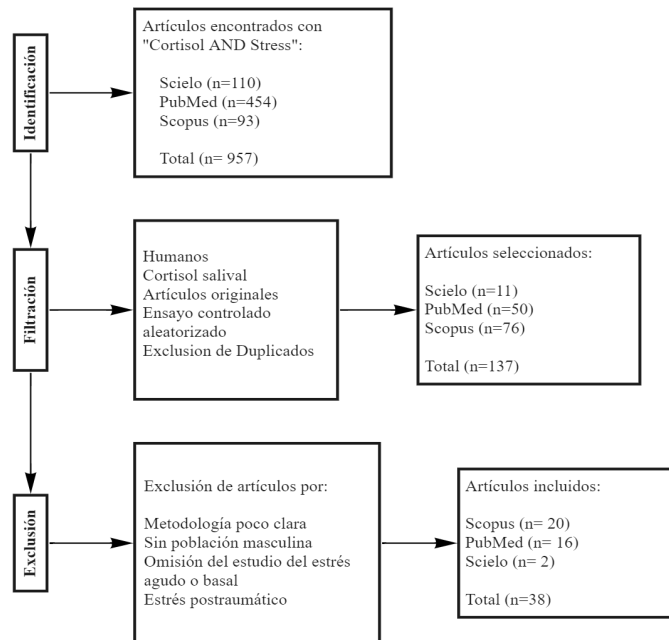 Identificación
Artículos encontrados con
"Cortisol AND Stress":
Scielo (n=110)
PubMed (n=454)
Scopus (n=93)
Total (n= 957)
Filtración
Humanos
Cortisol salival
Artículos originales
Ensayo controlado
aleatorizado
Exclusion de Duplicados
Artículos seleccionados:
Scielo (n=11)
PubMed (n=50)
Scopus (n=76)
Total (n=137)
Exclusión
Exclusión de artículos por:
Metodología poco clara
Sin población masculina
Omisión del estudio del estrés
agudo o basal
Estrés postraumático
Artículos incluidos:
Scopus (n= 20)
PubMed (n= 16)
Scielo (n= 2)
Total (n=38)